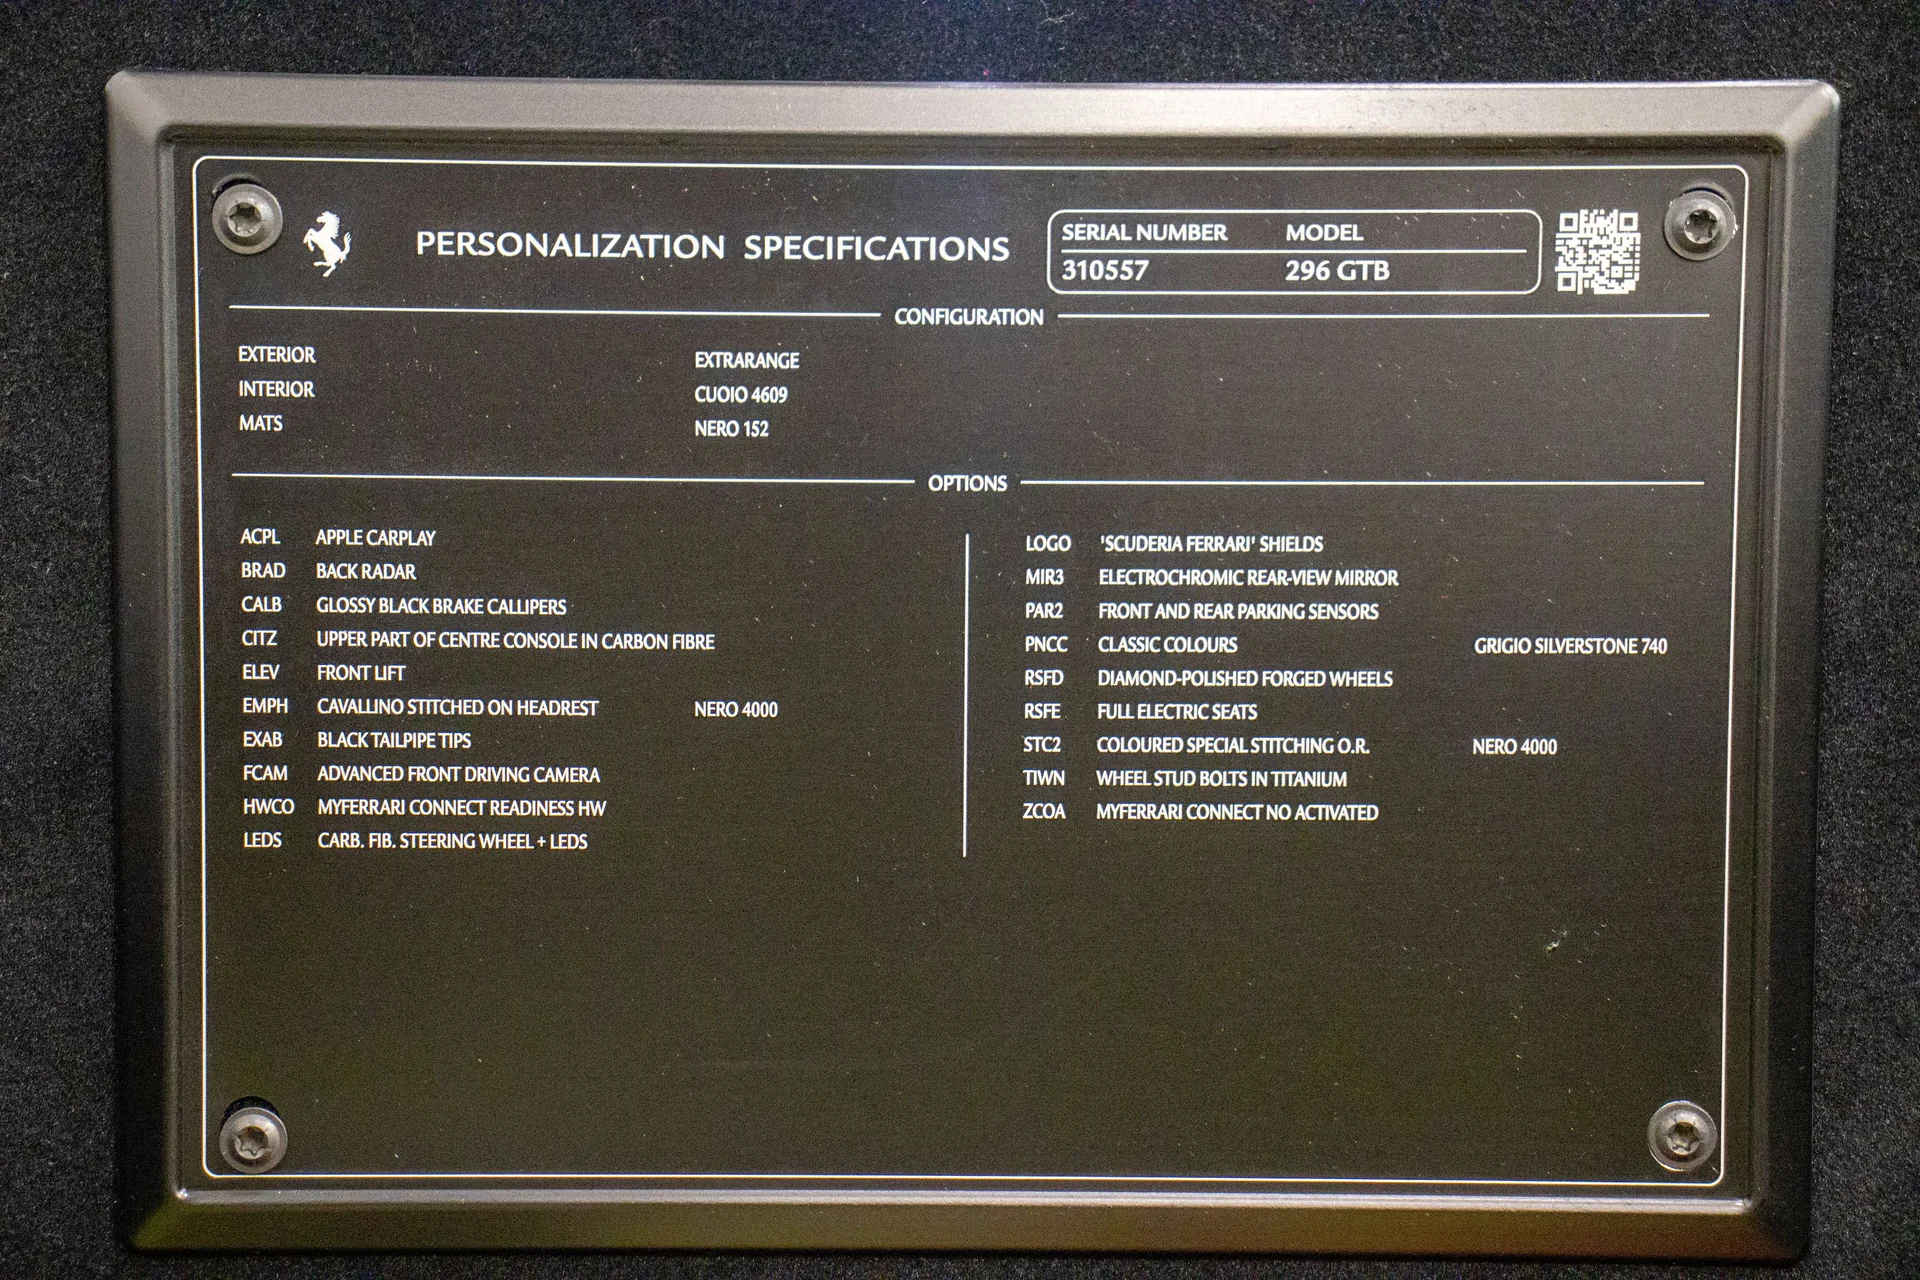 PERSONALIZATION SPECIFICATIONS
SERIAL NUMBER MODEL
310557 296 GTB
CONFIGURATION
EXTERIOR EXTRARANGE
INTERIOR CUOIO 4609
MATS NERO 152
OPTIONS
ACPL APPLE CARPLAY
BRAD BACK RADAR
CALB GLOSSY BLACK BRAKE CALLIPERS
CITZ UPPER PART OF CENTRE CONSOLE IN CARBON FIBRE
ELEV FRONT LIFT
EMPH CAVALLINO STITCHED ON HEADREST NERO 4000
EXAB BLACK TAILPIPE TIPS
FCAM ADVANCED FRONT DRIVING CAMERA
HWCO MYFERRARI CONNECT READINESS HW
LEDS CARB. FIB. STEERING WHEEL + LEDS
LOGO 'SCUDERIA FERRARI' SHIELDS
MIR3 ELECTROCHROMIC REAR-VIEW MIRROR
PAR2 FRONT AND REAR PARKING SENSORS
PNCC CLASSIC COLOURS GRIGIO SILVERSTONE 740
RSFD DIAMOND-POLISHED FORGED WHEELS
RSFE FULL ELECTRIC SEATS
STC2 COLOURED SPECIAL STITCHING O.R. NERO 4000
TIWN WHEEL STUD BOLTS IN TITANIUM
ZCOA MYFERRARI CONNECT NO ACTIVATED